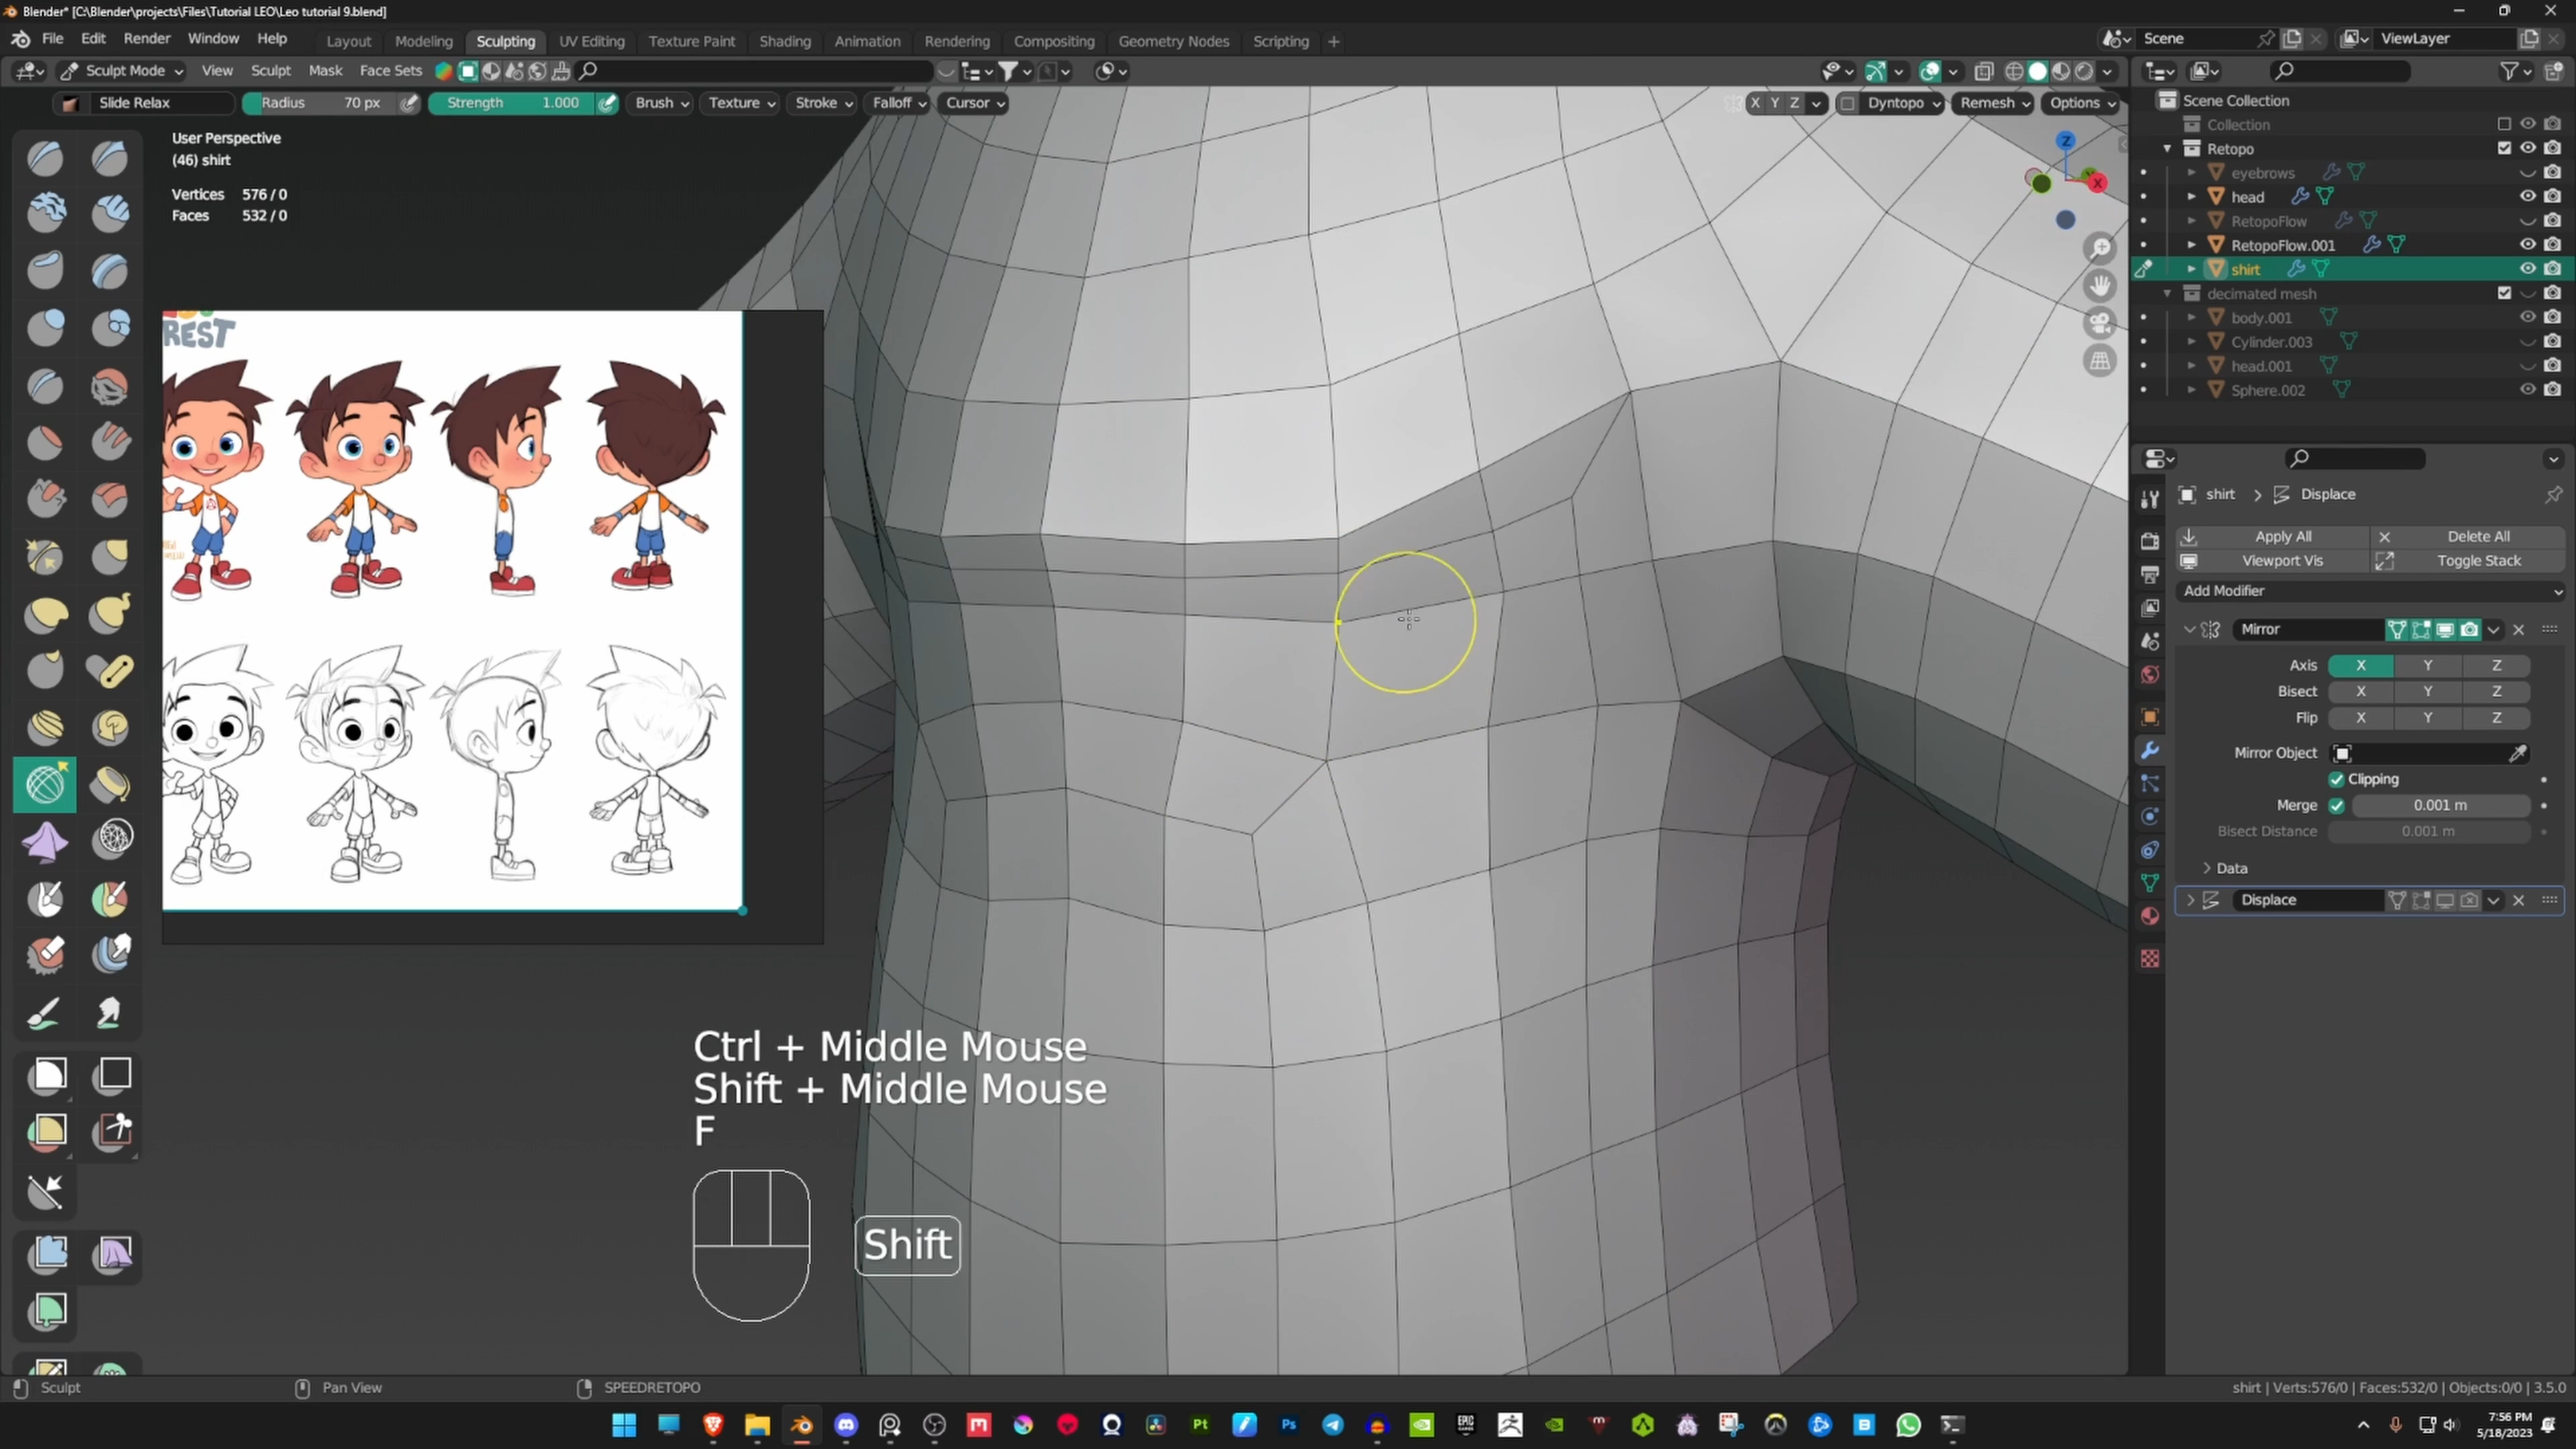 Blender* [C:\Blender\projects\Files\Tutorial LEO\Leo tutorial 9.blend]
File Edit Render Window Help Layout Modeling Sculpting UV Editing Texture Paint Shading Animation Rendering Compositing Geometry Nodes Scripting + Scene ViewLayer
Sculpt Mode View Sculpt Mask Face Sets
Slide Relax Radius 70 px Strength 1.000 Brush Texture Stroke Falloff Cursor X Y Z Dyntopo Remesh Options
User Perspective
(46) shirt
Vertices 576 / 0
Faces 532 / 0
REST
Z
X
Ctrl + Middle Mouse
Shift + Middle Mouse
F
Shift
Scene Collection
Collection
Retopo
eyebrows
head
RetopoFlow
RetopoFlow.001
shirt
decimated mesh
body.001
Cylinder.003
head.001
Sphere.002
shirt > Displace
Apply All Delete All
Viewport Vis Toggle Stack
Add Modifier
Mirror
Axis X Y Z
Bisect X Y Z
Flip X Y Z
Mirror Object
Clipping
Merge 0.001 m
Bisect Distance 0.001 m
Data
Displace
Sculpt Pan View SPEEDRETOPO shirt | Verts:576/0 | Faces:532/0 | Objects:0/0 | 3.5.0
Pt Ps EPIC GAMES
7:56 PM
5/18/2023